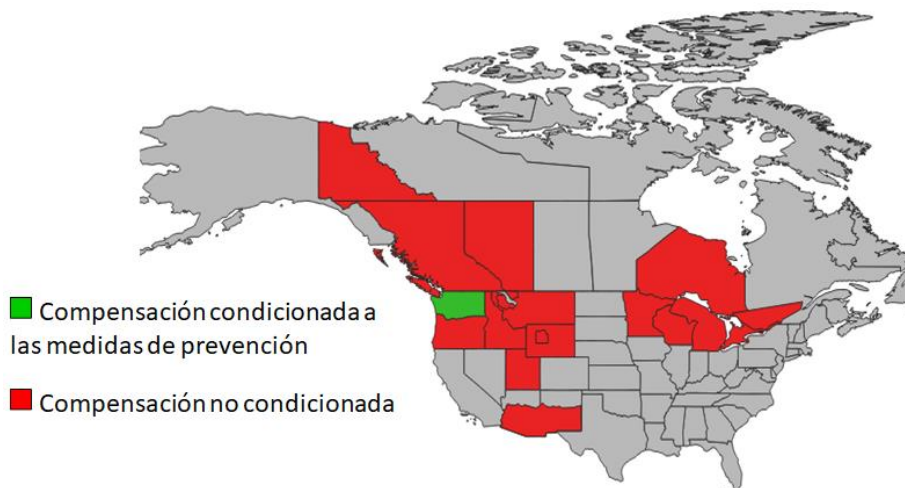 Compensación condicionada a
las medidas de prevención
Compensación no condicionada